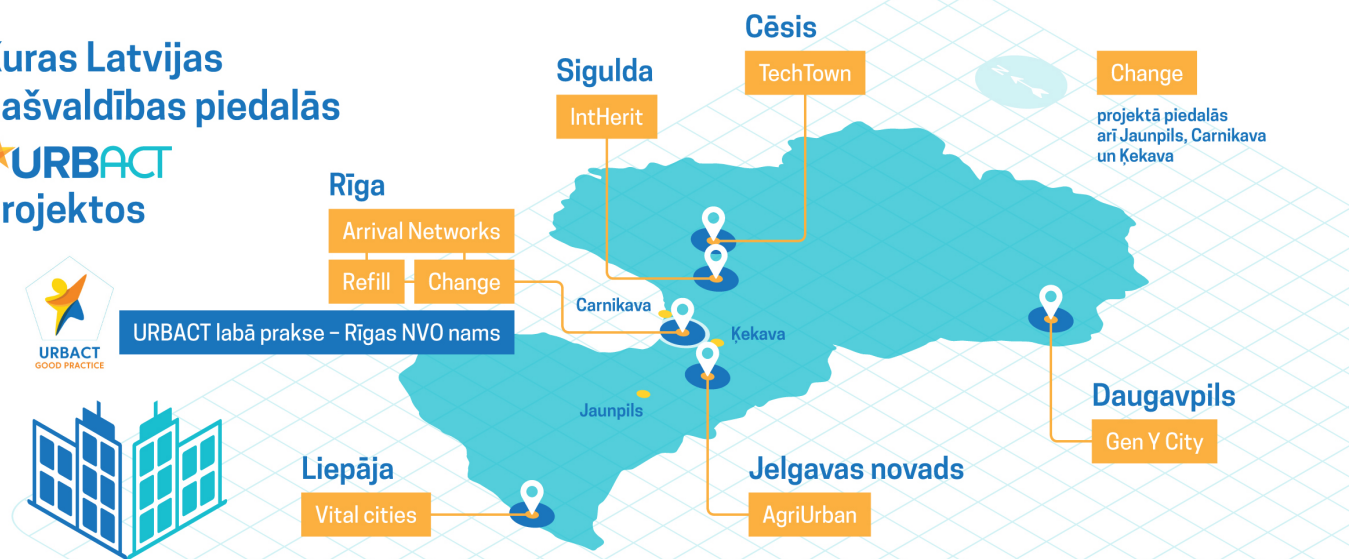 uras Latvijas
ašvaldības piedalās
URBACT
rojektos
Cēsis
TechTown
Sigulda
IntHerit
Change
projektā piedalās
arī Jaunpils, Carnikava
un Ķekava
Rīga
Arrival Networks
Refill
Change
URBACT labā prakse – Rīgas NVO nams
URBACT
GOOD PRACTICE
Carnikava
Ķekava
Jaunpils
Daugavpils
Gen Y City
Liepāja
Vital cities
Jelgavas novads
AgriUrban